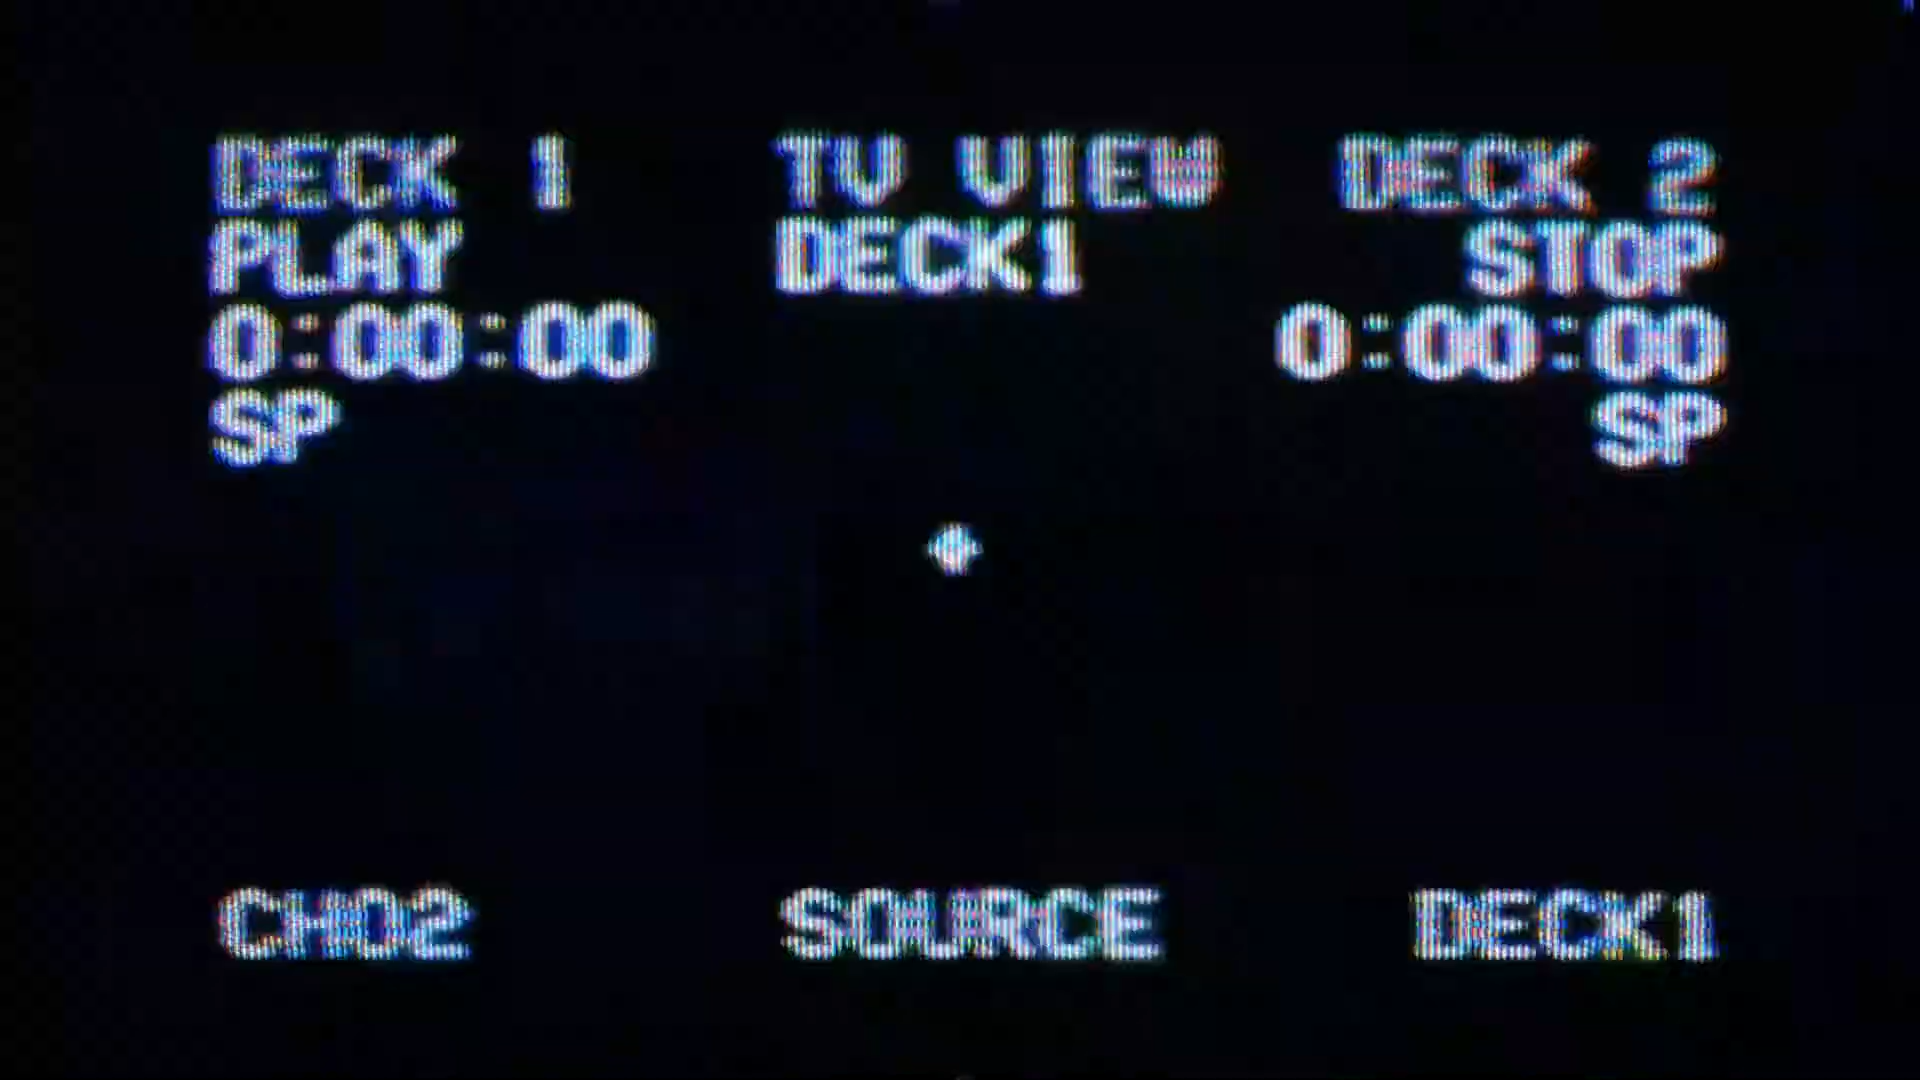 DECK 1 TV VIEW DECK 2
PLAY DECK1 STOP
0:00:00 0:00:00
SP SP
CH02 SOURCE DECK1